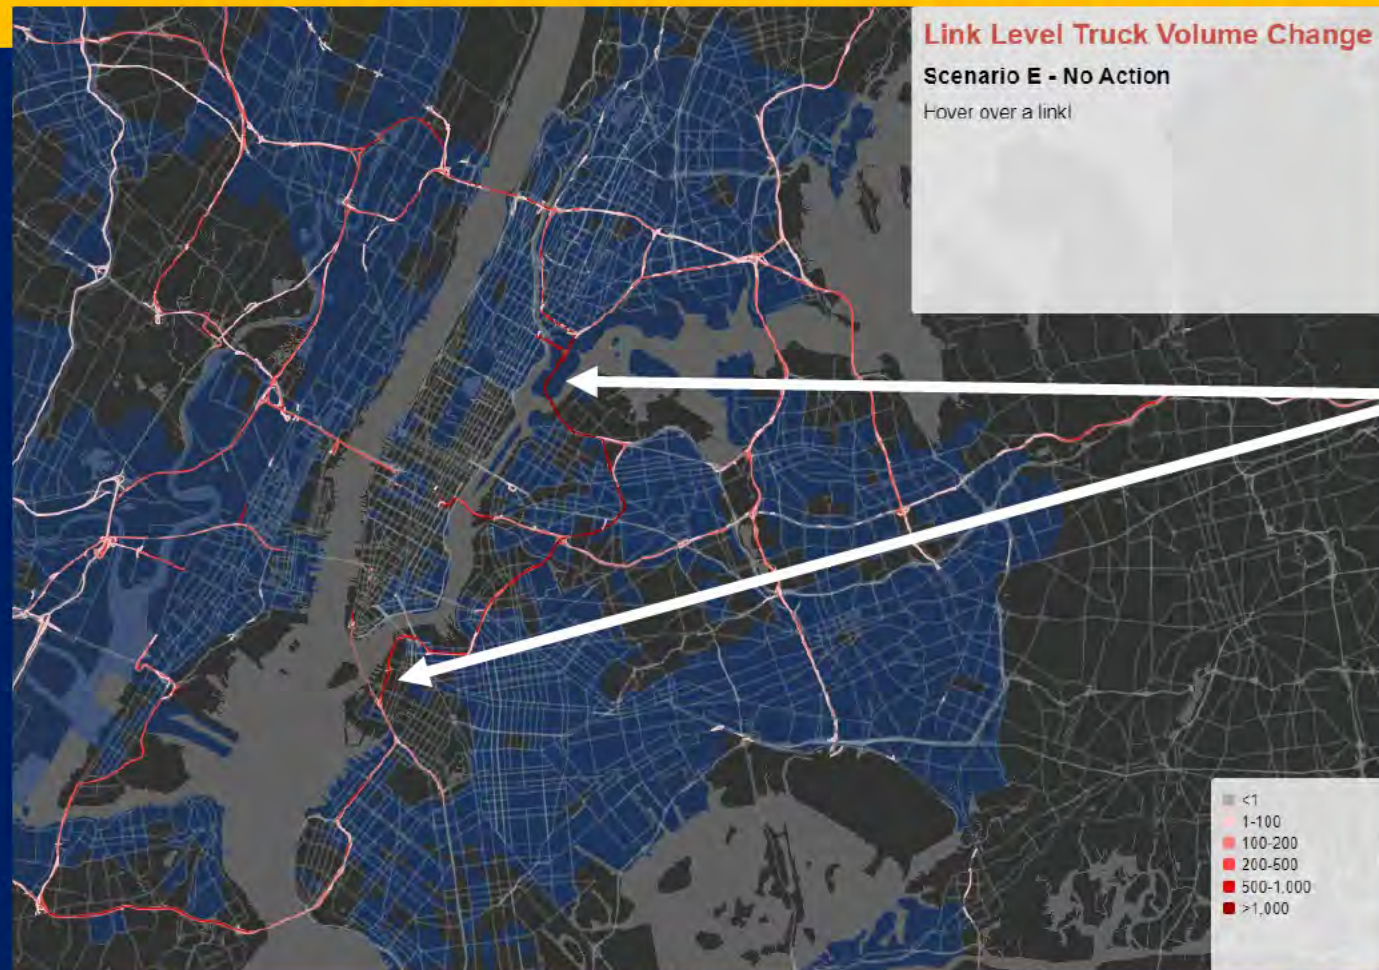 Link Level Truck Volume Change
Scenario E - No Action
Hover over a link!
<1
1-100
100-200
200-500
500-1,000
>1,000